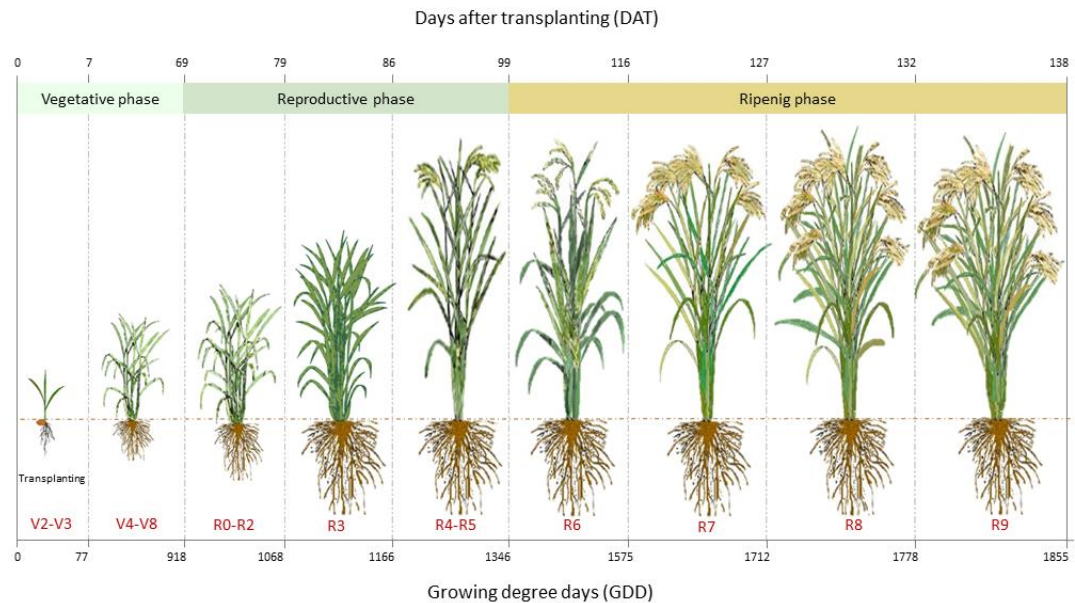 Days after transplanting (DAT)
0 7 69 79 86 99 116 127 132 138
Vegetative phase Reproductive phase Ripenig phase
Transplanting
V2-V3 V4-V8 R0-R2 R3 R4-R5 R6 R7 R8 R9
0 77 918 1068 1166 1346 1575 1712 1778 1855
Growing degree days (GDD)